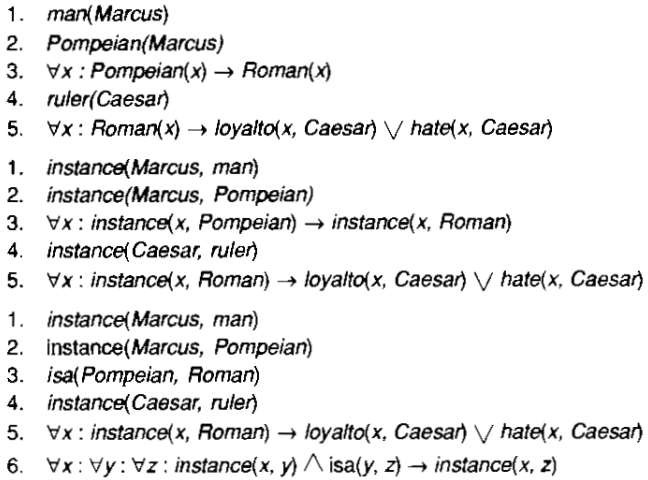 1. man(Marcus)
2. Pompeian(Marcus)
3. ∀x : Pompeian(x) → Roman(x)
4. ruler(Caesar)
5. ∀x : Roman(x) → loyalto(x, Caesar) ∨ hate(x, Caesar)
1. instance(Marcus, man)
2. instance(Marcus, Pompeian)
3. ∀x : instance(x, Pompeian) → instance(x, Roman)
4. instance(Caesar, ruler)
5. ∀x : instance(x, Roman) → loyalto(x, Caesar) ∨ hate(x, Caesar)
1. instance(Marcus, man)
2. instance(Marcus, Pompeian)
3. isa(Pompeian, Roman)
4. instance(Caesar, ruler)
5. ∀x : instance(x, Roman) → loyalto(x, Caesar) ∨ hate(x, Caesar)
6. ∀x : ∀y : ∀z : instance(x, y) ∧ isa(y, z) → instance(x, z)